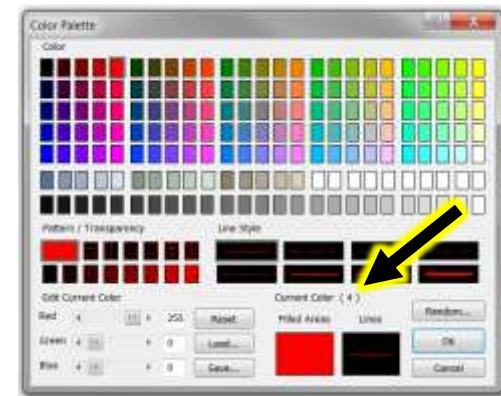 Color Palette
Color
Pattern / Transparency
Line Style
Edit Current Color
Current Color ( 4 )
Red 255 Reset Filled Areas Lines Random...
Green 0 Load... OK
Blue 0 Save... Cancel